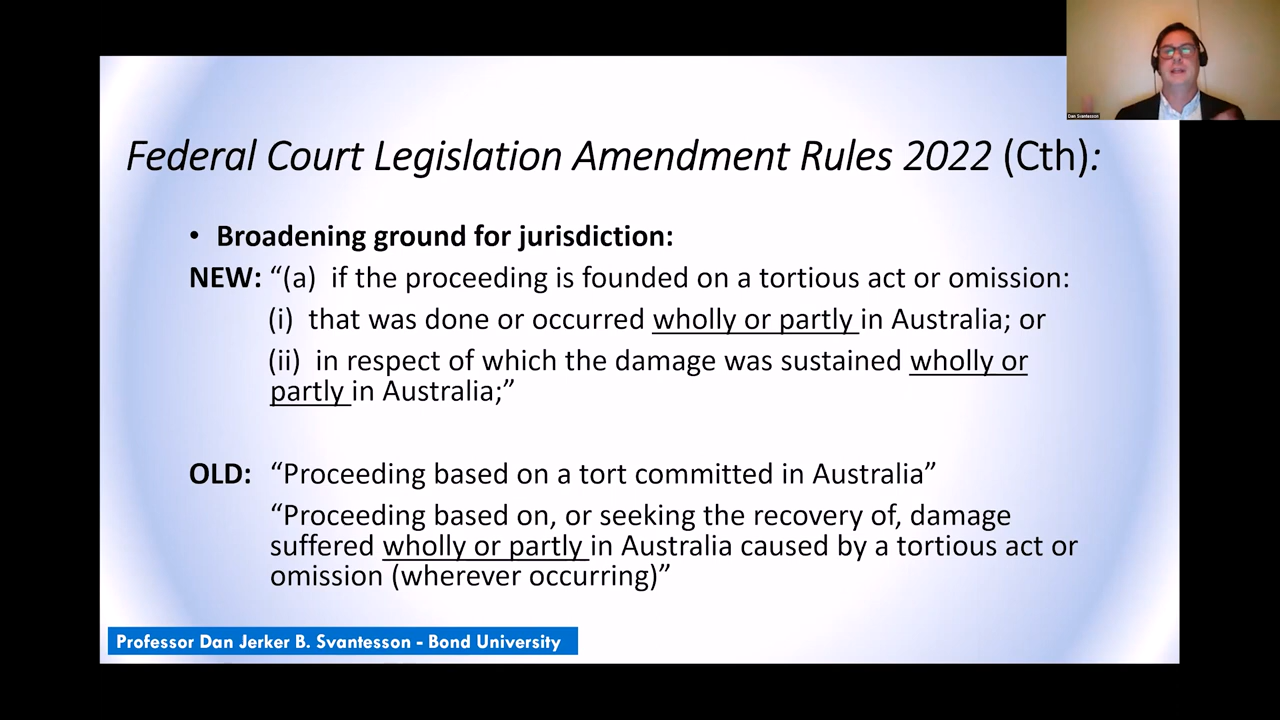 Dan Svantesson
Federal Court Legislation Amendment Rules 2022 (Cth):
• Broadening ground for jurisdiction:
NEW: “(a) if the proceeding is founded on a tortious act or omission:
(i) that was done or occurred wholly or partly in Australia; or
(ii) in respect of which the damage was sustained wholly or
partly in Australia;”
OLD: “Proceeding based on a tort committed in Australia”
“Proceeding based on, or seeking the recovery of, damage
suffered wholly or partly in Australia caused by a tortious act or
omission (wherever occurring)”
Professor Dan Jerker B. Svantesson - Bond University